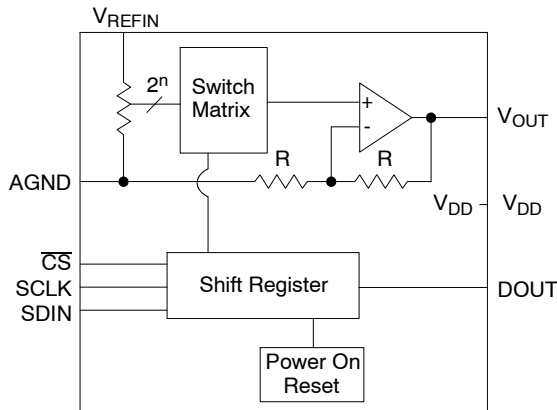 VREFIN
2ⁿ
Switch
Matrix
+
-
VOUT
R
R
AGND
VDD
VDD
CS
SCLK
SDIN
Shift Register
DOUT
Power On
Reset